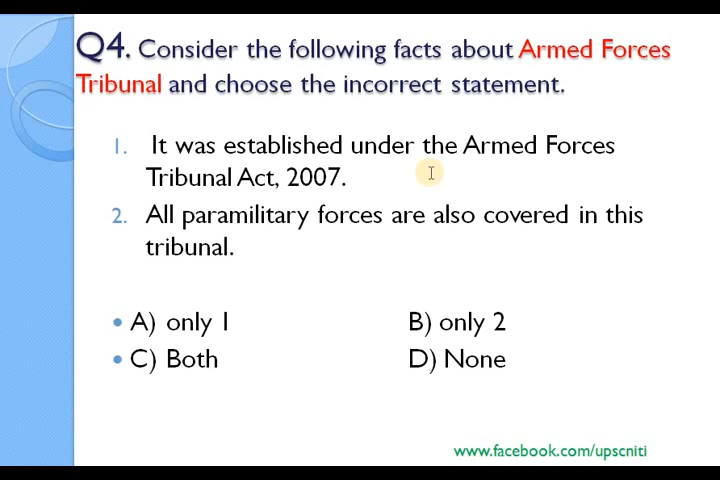 Q4. Consider the following facts about Armed Forces
Tribunal and choose the incorrect statement.
1. It was established under the Armed Forces
Tribunal Act, 2007.
2. All paramilitary forces are also covered in this
tribunal.
• A) only 1 B) only 2
• C) Both D) None
www.facebook.com/upscniti